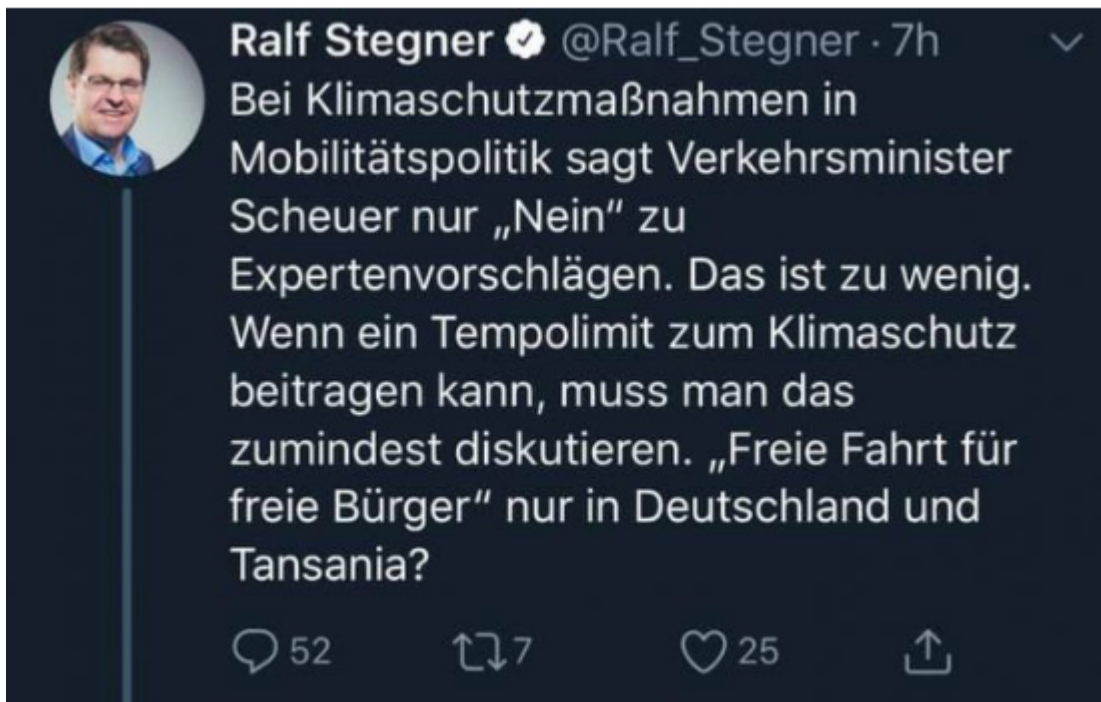 Ralf Stegner @Ralf_Stegner · 7h
Bei Klimaschutzmaßnahmen in
Mobilitätspolitik sagt Verkehrsminister
Scheuer nur „Nein“ zu
Expertenvorschlägen. Das ist zu wenig.
Wenn ein Tempolimit zum Klimaschutz
beitragen kann, muss man das
zumindest diskutieren. „Freie Fahrt für
freie Bürger“ nur in Deutschland und
Tansania?
52 7 25